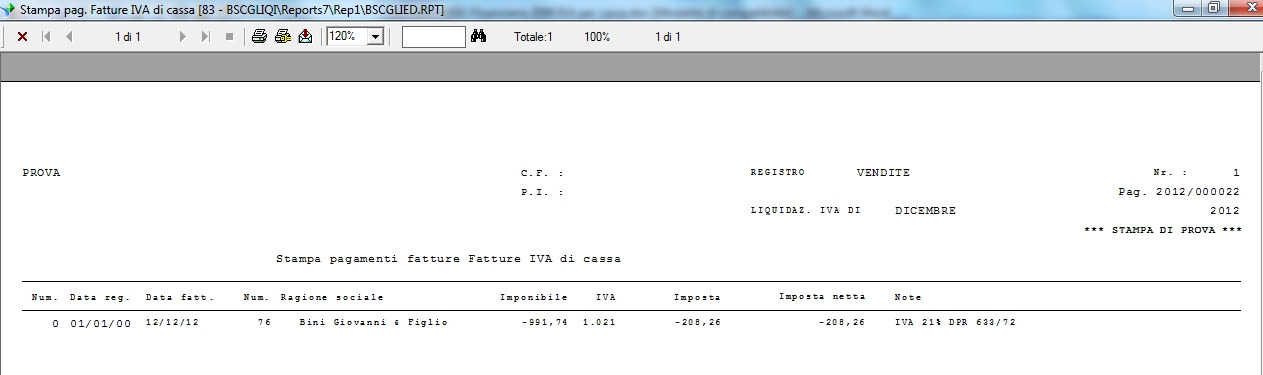 Stampa pag. Fatture IVA di cassa [83 - BSCGLIQI\Reports7\Rep1\BSCGLIED.RPT]
1 di 1 120% Totale:1 100% 1 di 1
PROVA C.F. : REGISTRO VENDITE Nr. : 1
P.I. : Pag. 2012/000022
LIQUIDAZ. IVA DI DICEMBRE 2012
*** STAMPA DI PROVA ***
Stampa pagamenti fatture Fatture IVA di cassa
Num. Data reg. Data fatt. Num. Ragione sociale Imponibile IVA Imposta Imposta netta Note
0 01/01/00 12/12/12 76 Bini Giovanni & Figlio -991,74 1.021 -208,26 -208,26 IVA 21% DPR 633/72